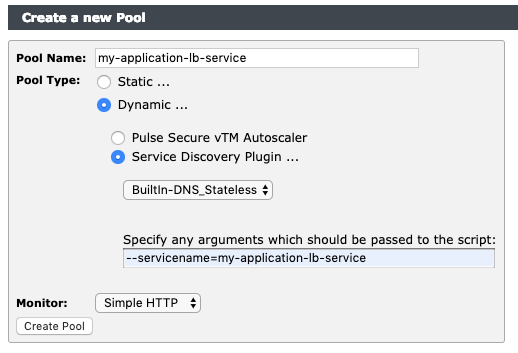 Create a new Pool
Pool Name: my-application-lb-service
Pool Type: Static ...
Dynamic ...
Pulse Secure vTM Autoscaler
Service Discovery Plugin ...
BuiltIn-DNS_Stateless
Specify any arguments which should be passed to the script:
--servicename=my-application-lb-service
Monitor: Simple HTTP
Create Pool